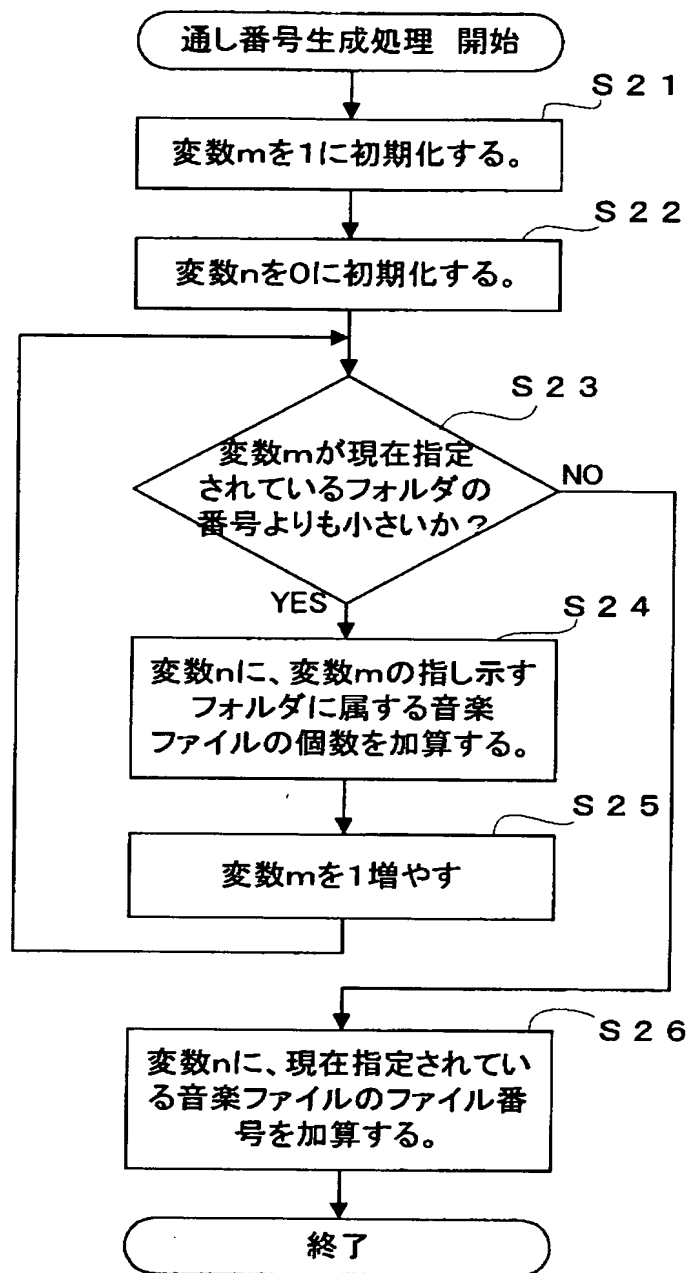 通し番号生成処理 開始
S21
変数mを1に初期化する。
S22
変数nを0に初期化する。
S23
変数mが現在指定
されているフォルダの
番号よりも小さいか?
NO
YES
S24
変数nに、変数mの指し示す
フォルダに属する音楽
ファイルの個数を加算する。
S25
変数mを1増やす
S26
変数nに、現在指定されてい
る音楽ファイルのファイル番
号を加算する。
終了